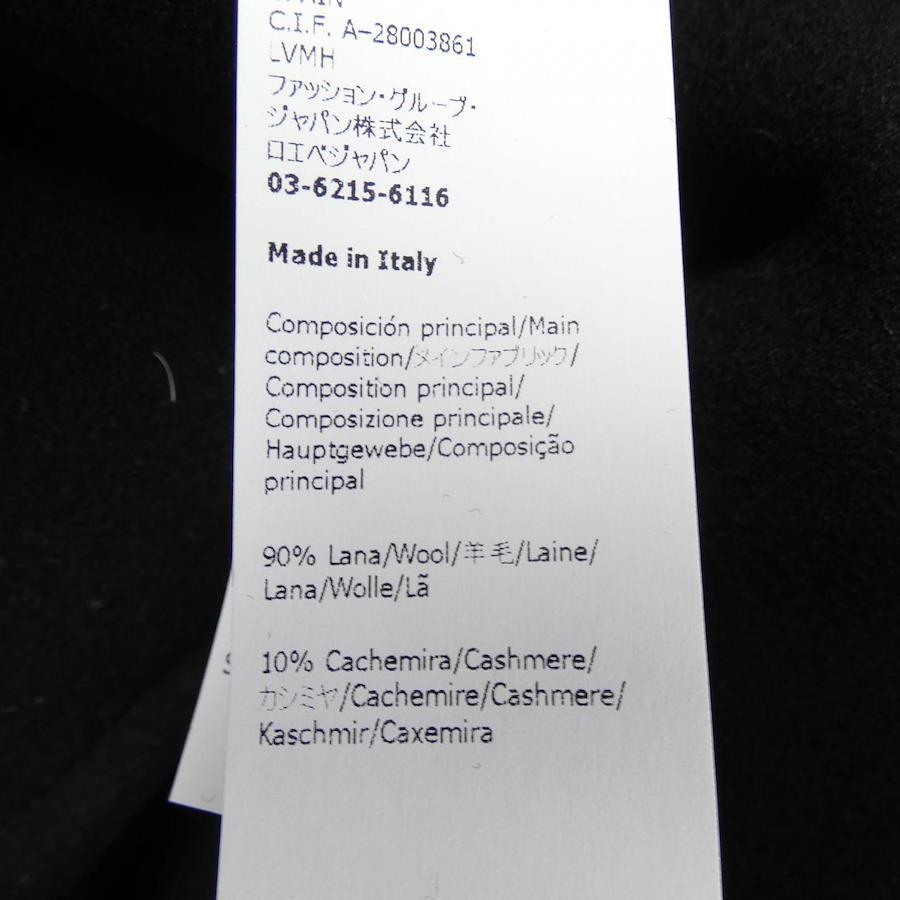 SPAIN
C.I.F. A-28003861
LVMH
ファッション・グループ・
ジャパン株式会社
ロエベジャパン
03-6215-6116
Made in Italy
Composición principal/Main
composition/メインファブリック/
Composition principal/
Composizione principale/
Hauptgewebe/Composição
principal
90% Lana/Wool/羊毛/Laine/
Lana/Wolle/Lã
10% Cachemira/Cashmere/
カシミヤ/Cachemire/Cashmere/
Kaschmir/Caxemira